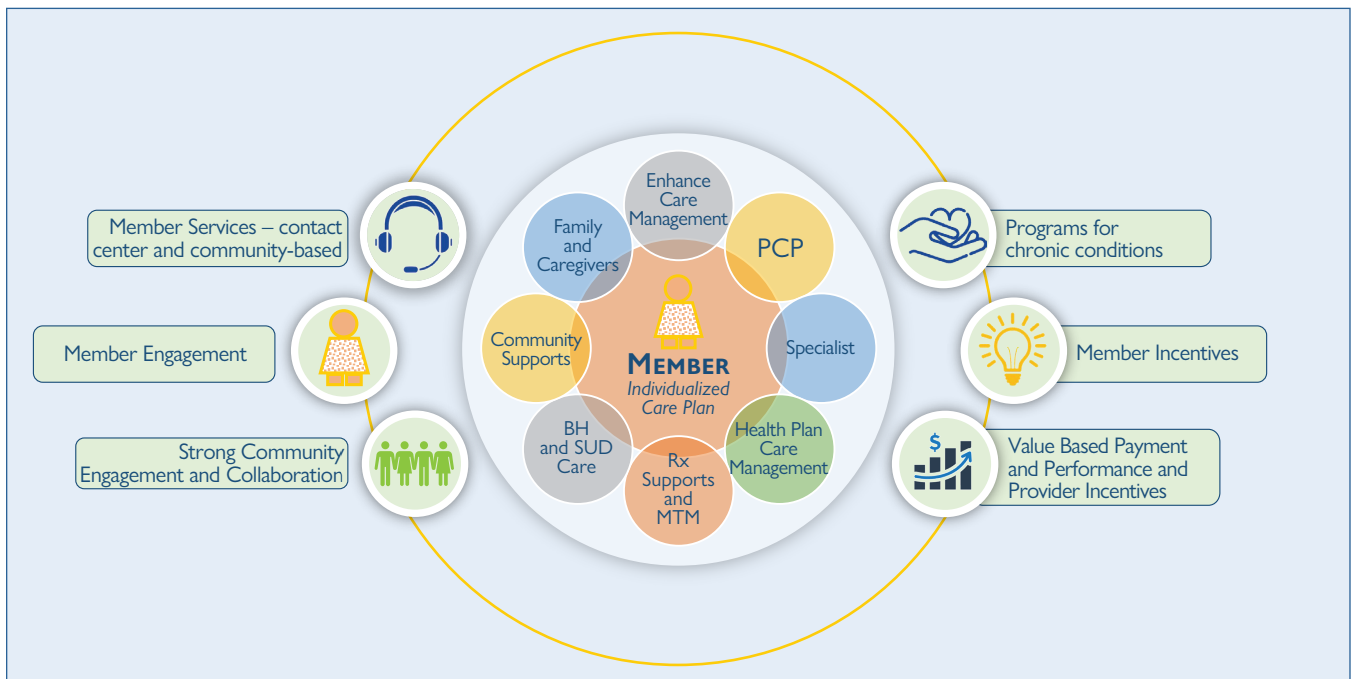 Member Services – contact
center and community-based
Member Engagement
Strong Community
Engagement and Collaboration
Enhance
Care
Management
PCP
Specialist
Health Plan
Care
Management
Rx
Supports
and
MTM
BH
and SUD
Care
Community
Supports
Family
and
Caregivers
MEMBER
Individualized
Care Plan
Programs for
chronic conditions
Member Incentives
$
Value Based Payment
and Performance and
Provider Incentives